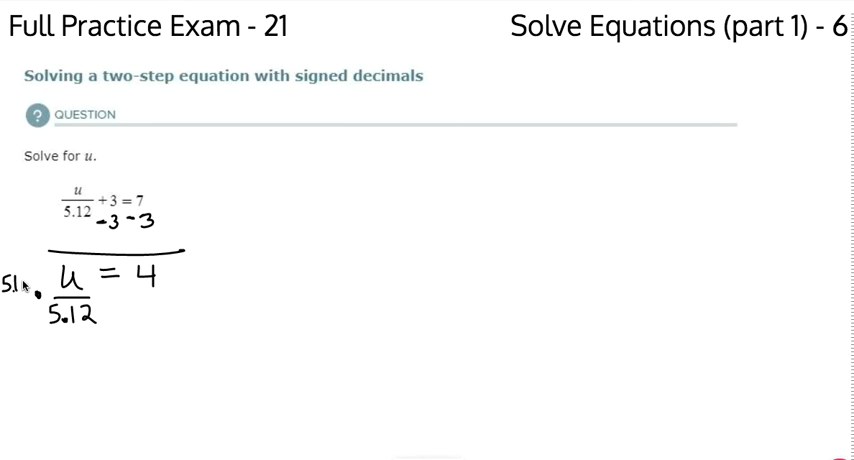 Full Practice Exam - 21
Solve Equations (part 1) - 6
Solving a two-step equation with signed decimals
? QUESTION
Solve for u.
u
5.12 +3 = 7
-3 -3
51 • u = 4
5.12